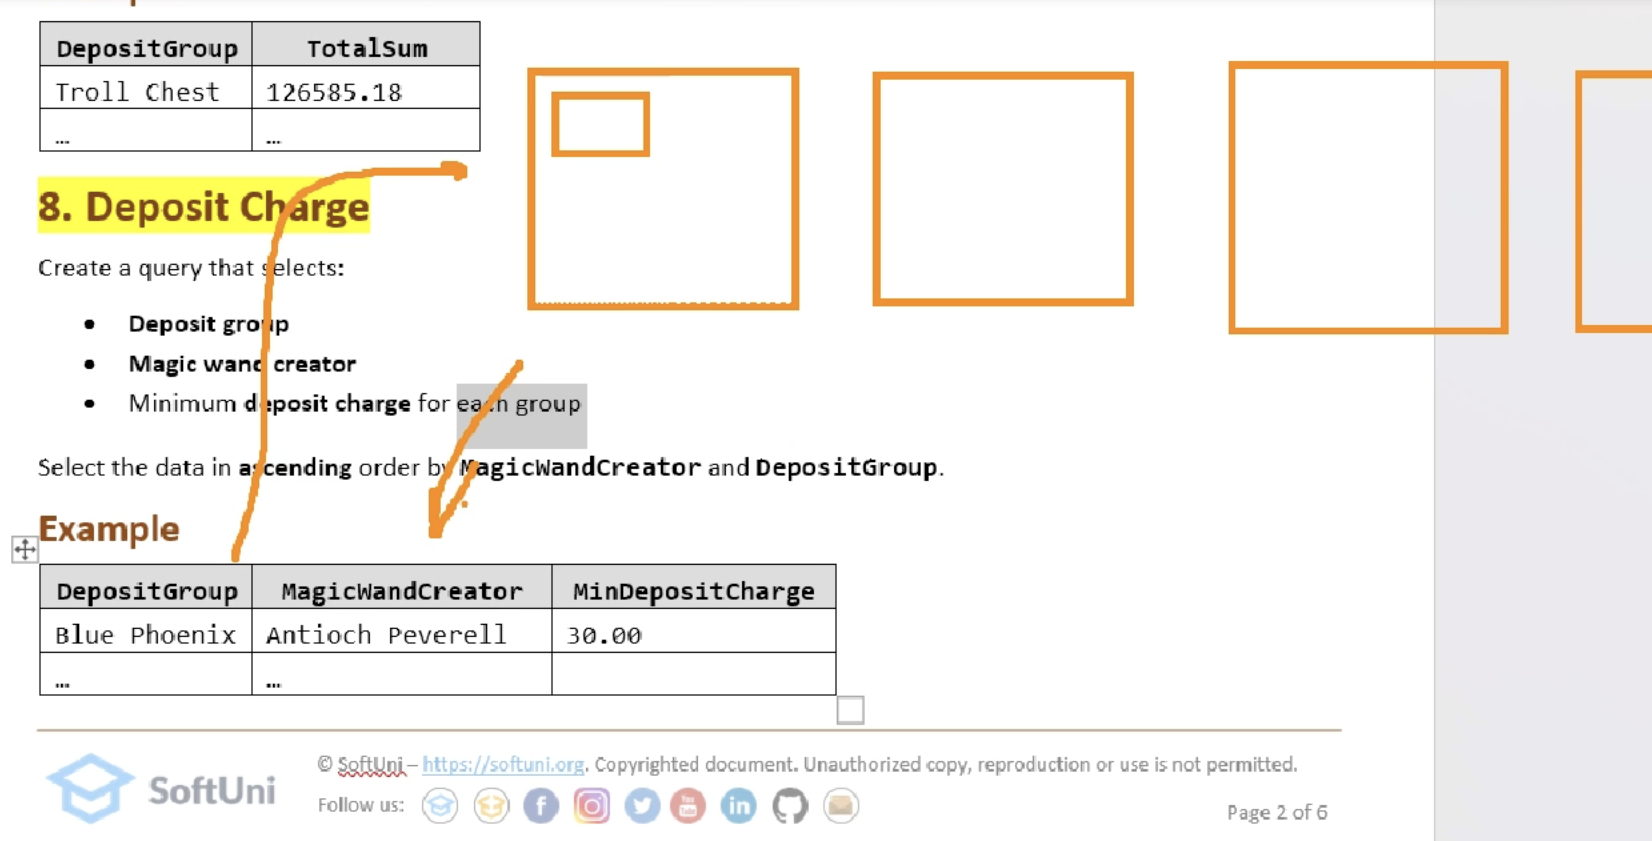 DepositGroup TotalSum
Troll Chest 126585.18
… …
8. Deposit Charge
Create a query that selects:
• Deposit group
• Magic wand creator
• Minimum deposit charge for each group
Select the data in ascending order by MagicWandCreator and DepositGroup.
Example
DepositGroup MagicWandCreator MinDepositCharge
Blue Phoenix Antioch Peverell 30.00
… …
SoftUni
© SoftUni – https://softuni.org. Copyrighted document. Unauthorized copy, reproduction or use is not permitted.
Follow us:
Page 2 of 6